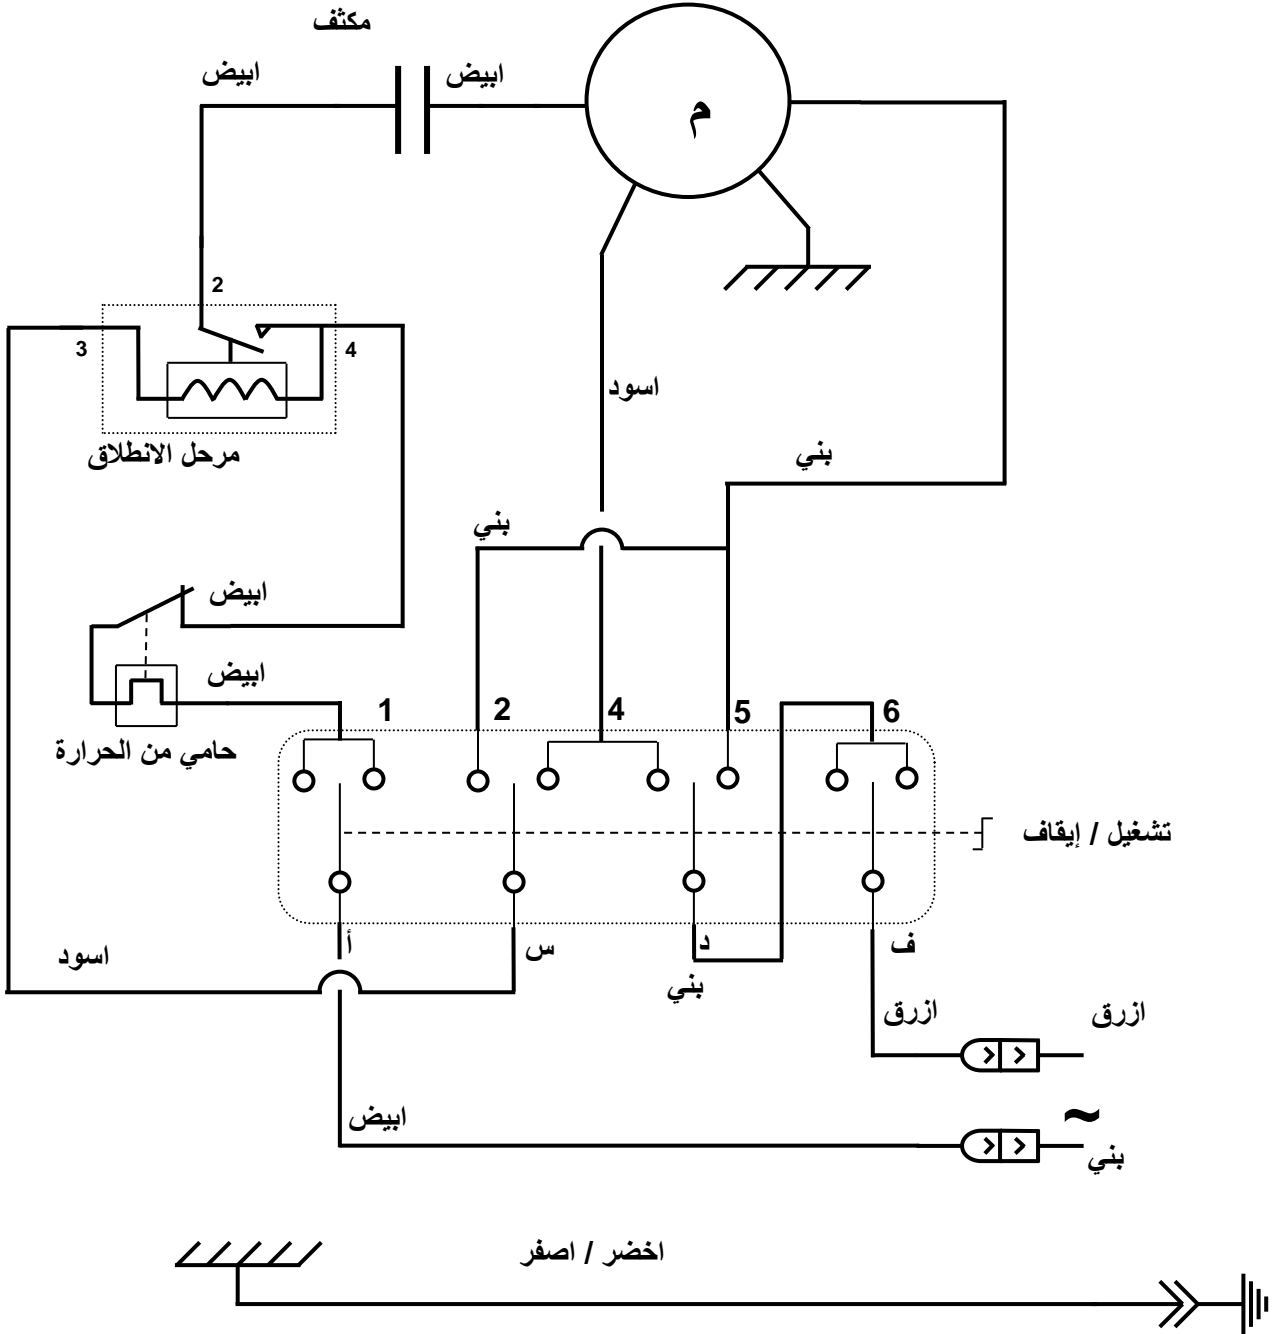 مكثف
ابيض
ابيض
م
2
3
4
مرحل الانطلاق
اسود
بني
بني
ابيض
ابيض
حامي من الحرارة
1
2
4
5
6
تشغيل / إيقاف
أ
س
د
ف
اسود
بني
ازرق
ازرق
ابيض
~
بني
اخضر / اصفر